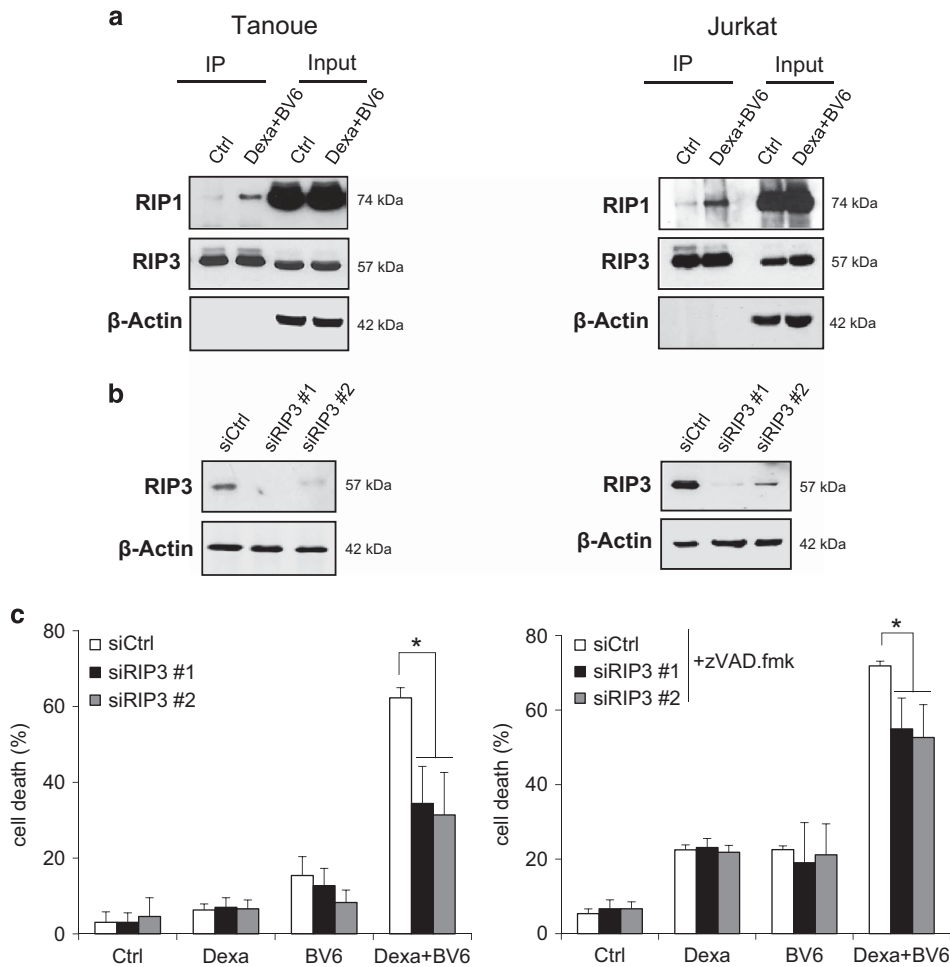 a
Tanoue
Jurkat
IP
Input
IP
Input
Ctrl
Dexa+BV6
Ctrl
Dexa+BV6
Ctrl
Dexa+BV6
Ctrl
Dexa+BV6
RIP1
74 kDa
RIP1
74 kDa
RIP3
57 kDa
RIP3
57 kDa
β-Actin
42 kDa
β-Actin
42 kDa
b
siCtrl
siRIP3 #1
siRIP3 #2
siCtrl
siRIP3 #1
siRIP3 #2
RIP3
57 kDa
RIP3
57 kDa
β-Actin
42 kDa
β-Actin
42 kDa
c
80
60
40
20
0
cell death (%)
siCtrl
siRIP3 #1
siRIP3 #2
*
Ctrl
Dexa
BV6
Dexa+BV6
80
60
40
20
0
cell death (%)
siCtrl
siRIP3 #1
siRIP3 #2
+zVAD.fmk
*
Ctrl
Dexa
BV6
Dexa+BV6